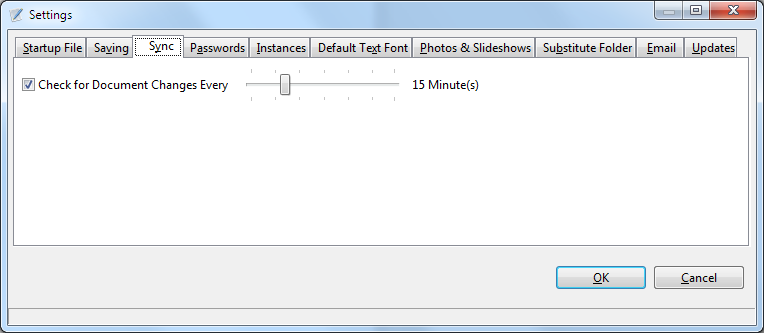 Settings
Startup File Saving Sync Passwords Instances Default Text Font Photos & Slideshows Substitute Folder Email Updates
Check for Document Changes Every 15 Minute(s)
OK Cancel